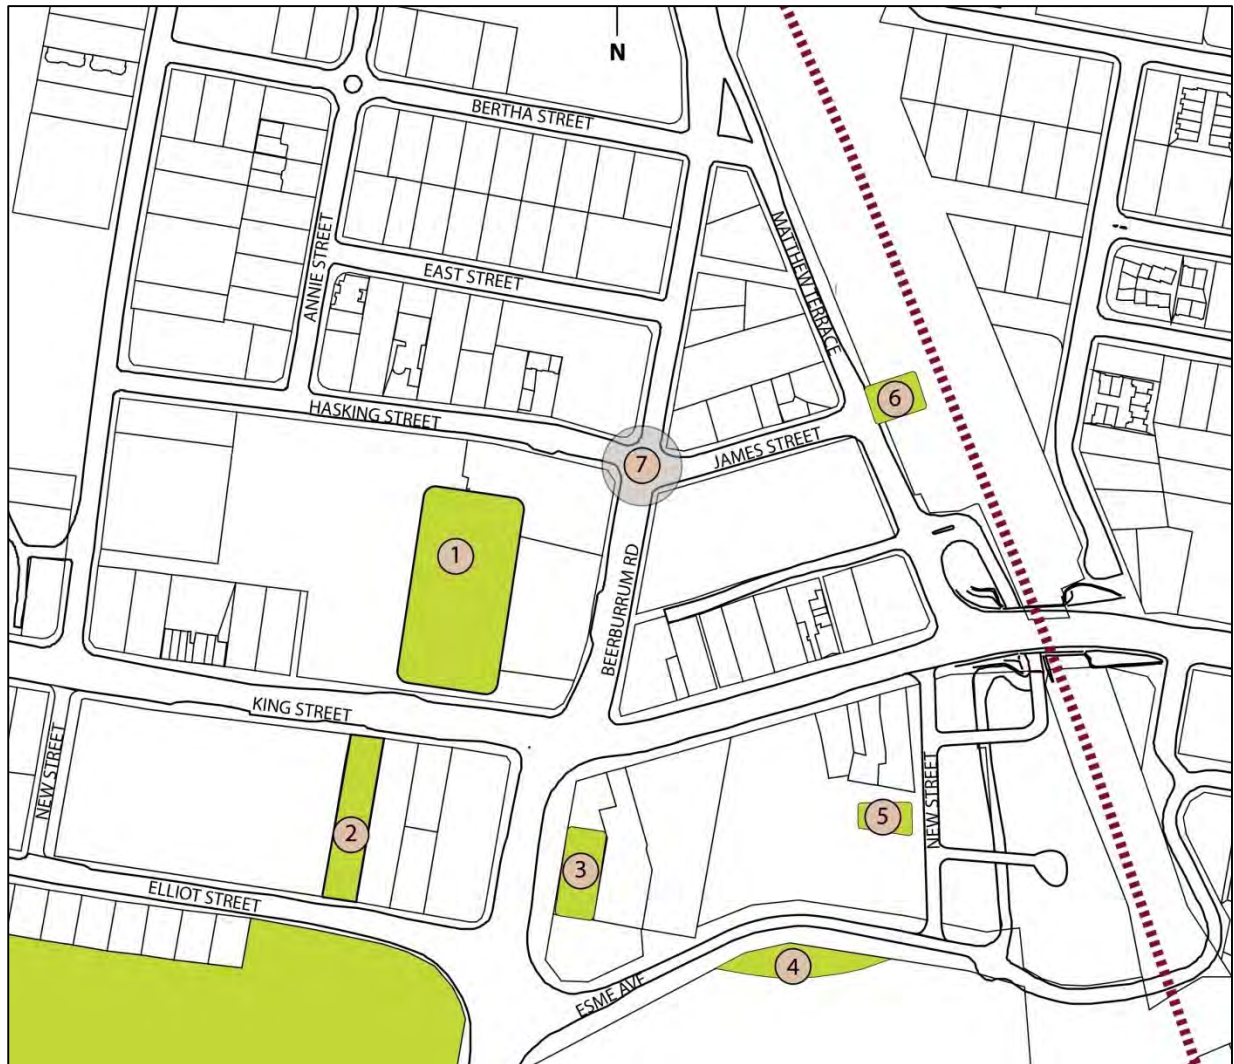 N
BERTHA STREET
MATTHEW TERRACE
ANNIE STREET
EAST STREET
6
HASKING STREET
JAMES STREET
7
1
BEERBURRUM RD
KING STREET
NEW STREET
NEW STREET
5
2
3
ELLIOT STREET
4
ESME AVE